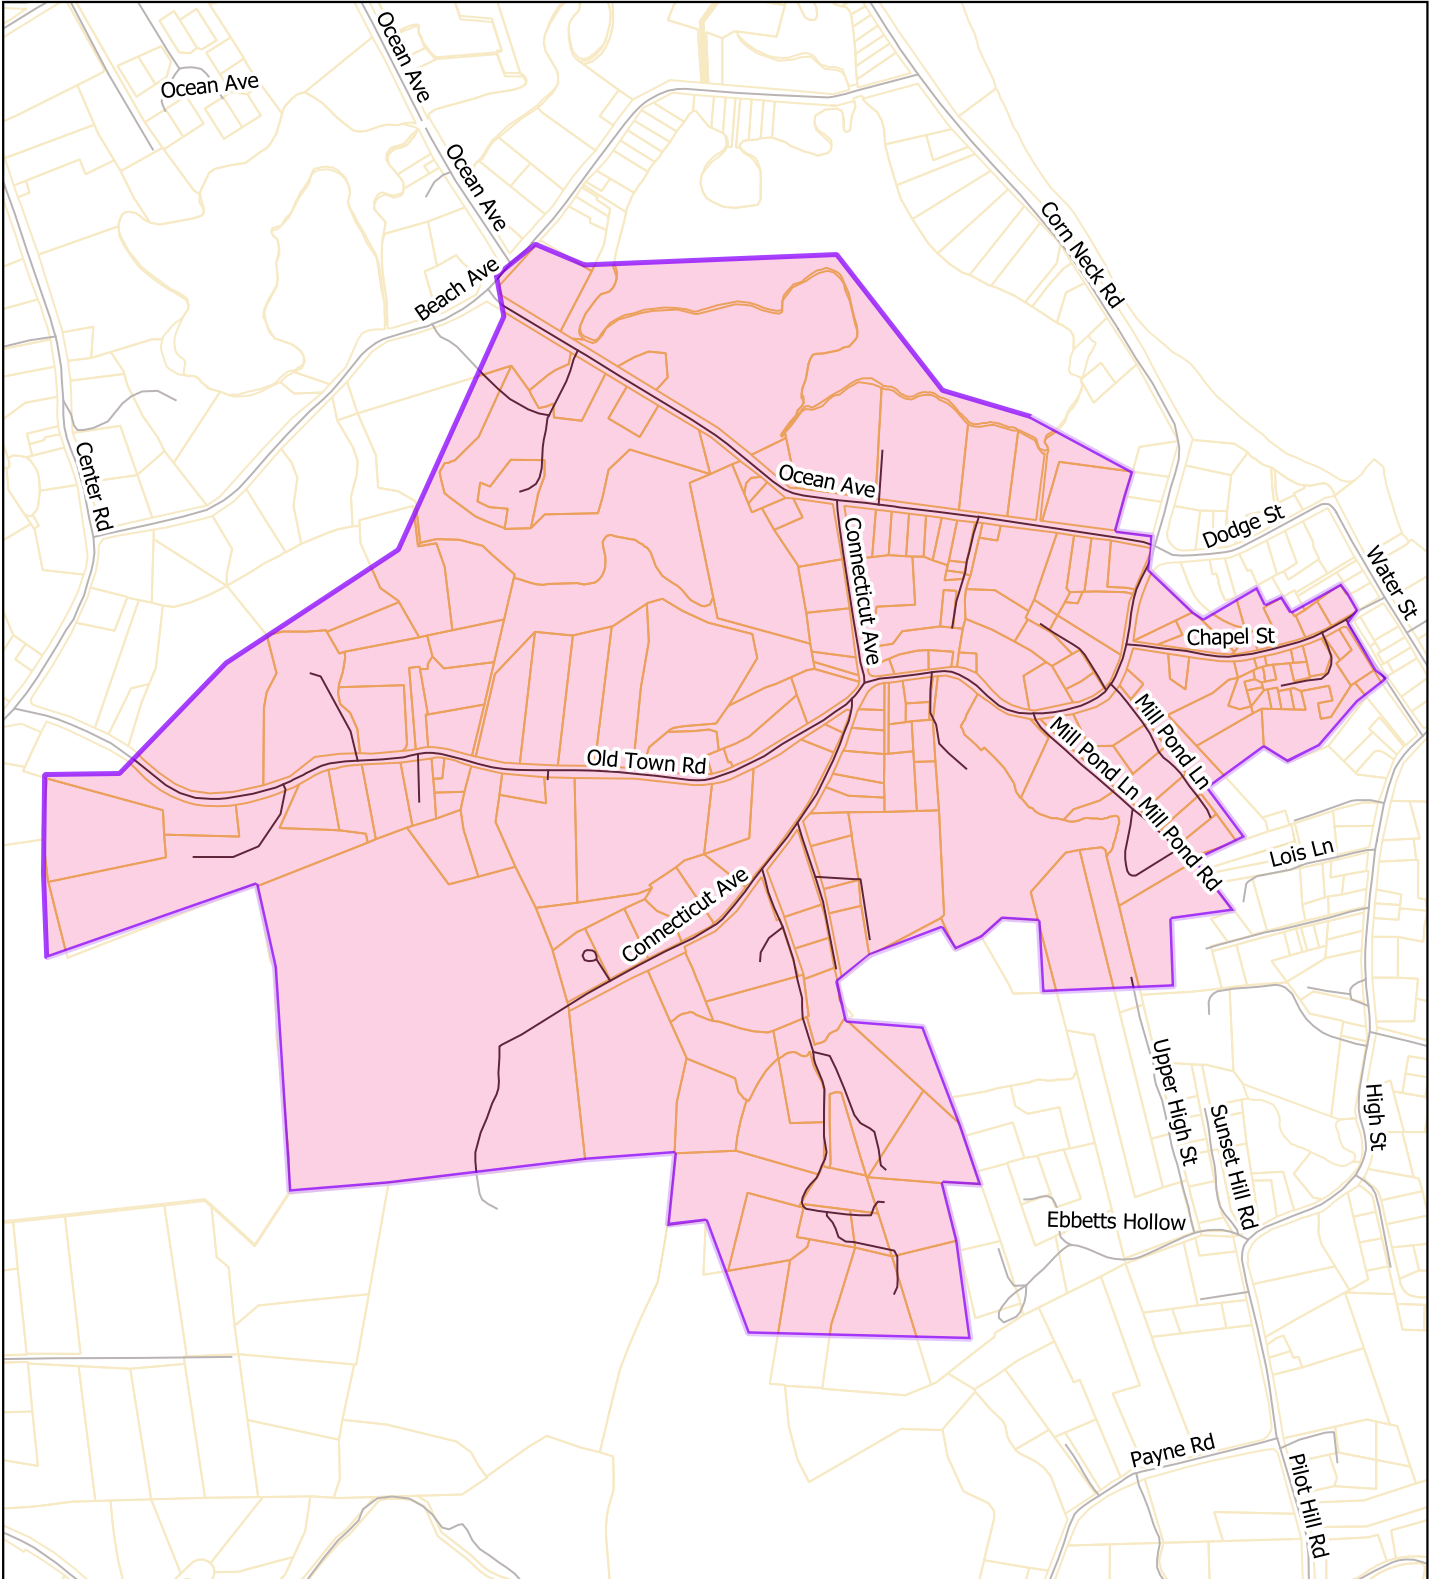 Ocean Ave
Ocean Ave
Ocean Ave
Corn Neck Rd
Beach Ave
Center Rd
Ocean Ave
Dodge St
Water St
Connecticut Ave
Chapel St
Mill Pond Ln
Mill Pond Ln
Old Town Rd
Mill Pond Rd
Lois Ln
Connecticut Ave
Upper High St
High St
Sunset Hill Rd
Ebbetts Hollow
Payne Rd
Pilot Hill Rd